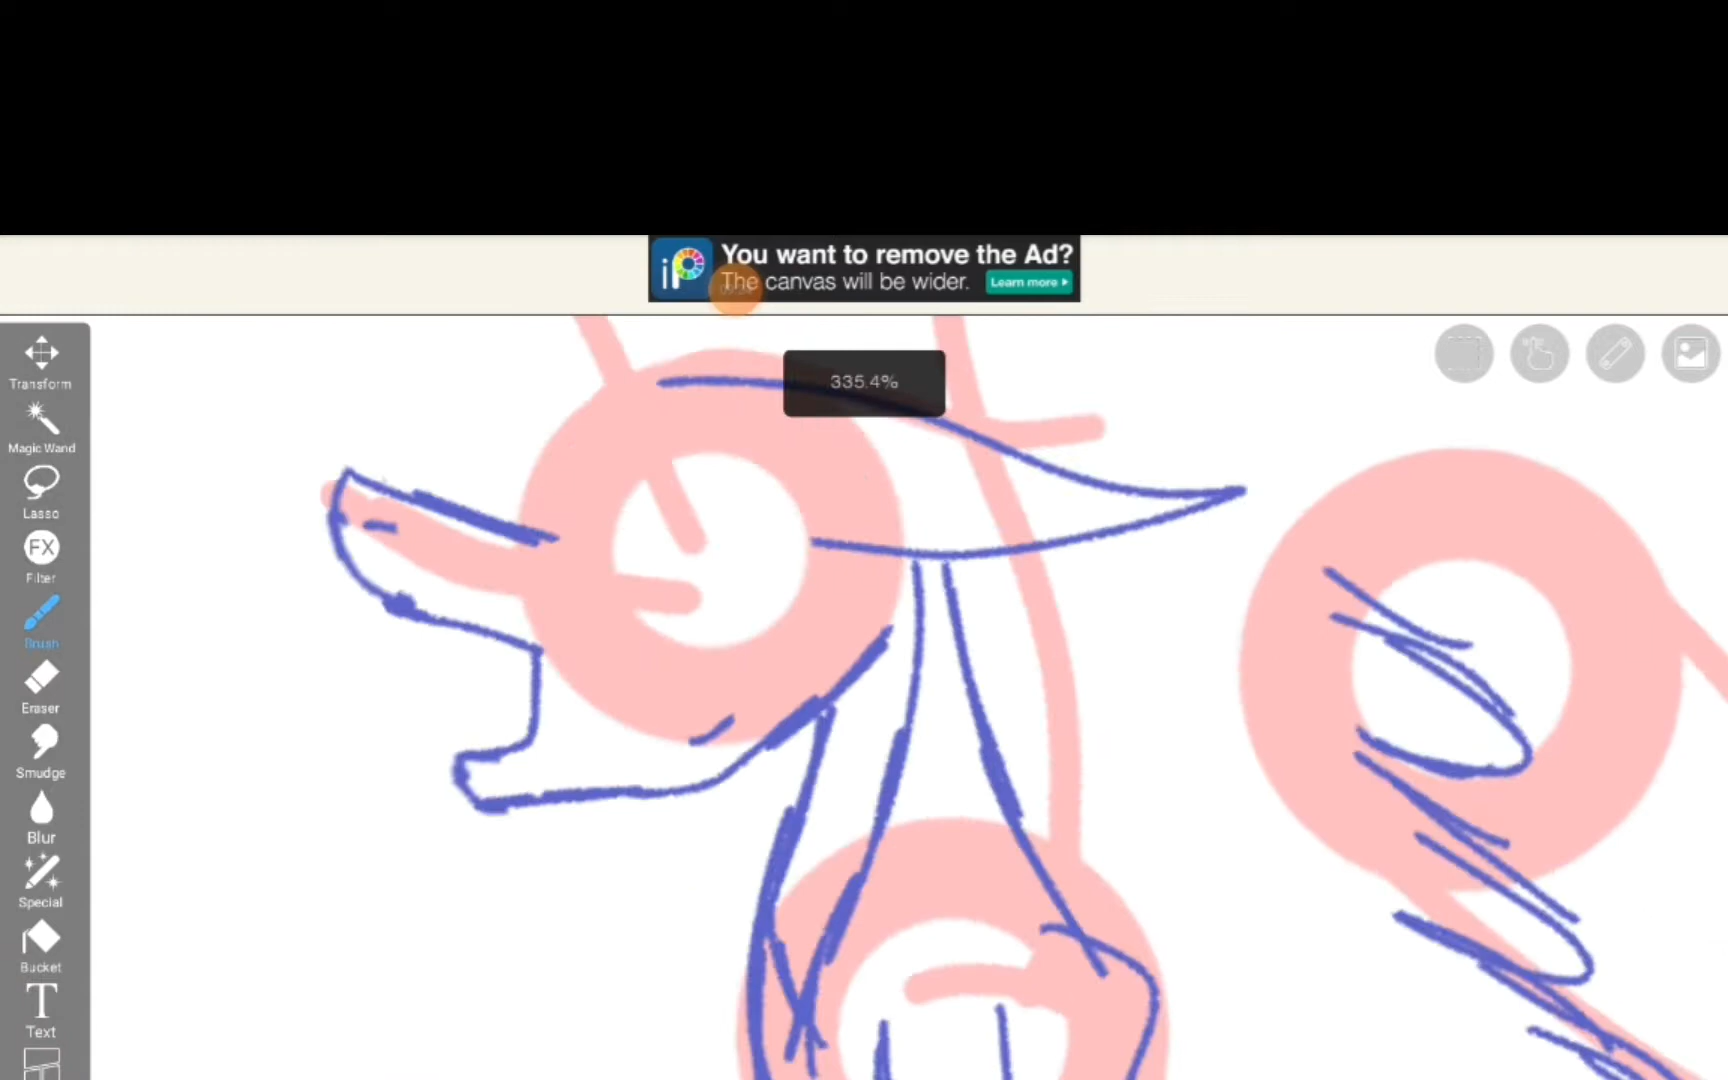 iP
You want to remove the Ad?
The canvas will be wider.
Learn more
335.4%
Transform
Magic Wand
Lasso
FX
Filter
Brush
Eraser
Smudge
Blur
Special
Bucket
T
Text